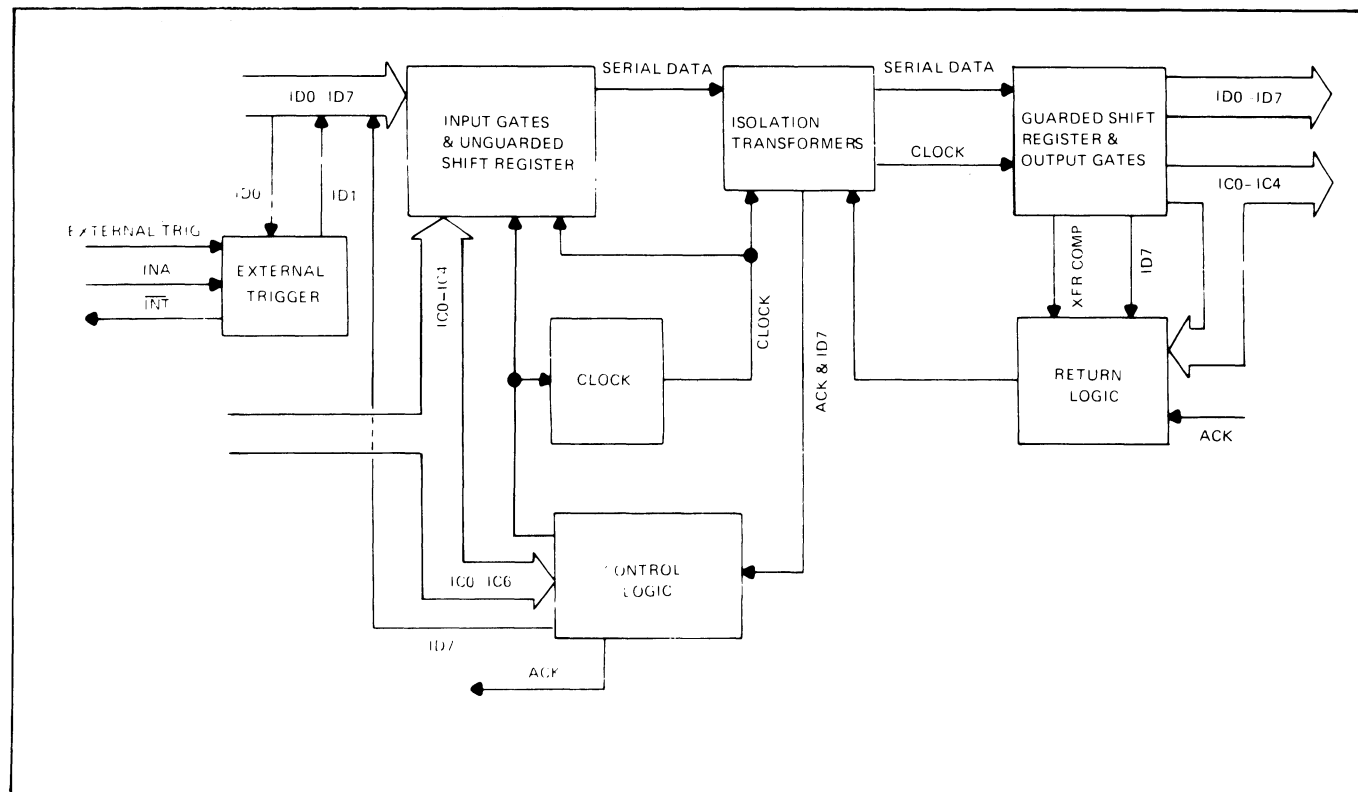 SERIAL DATA
SERIAL DATA
ID0 ID7
INPUT GATES
& UNGUARDED
SHIFT REGISTER
ISOLATION
TRANSFORMERS
CLOCK
GUARDED SHIFT
REGISTER &
OUTPUT GATES
ID0-ID7
IC0-IC4
ID0
ID1
EXTERNAL TRIG
INA
INT
EXTERNAL
TRIGGER
IC0-IC4
CLOCK
CLOCK
ACK & ID7
XFR COMP
ID7
RETURN
LOGIC
ACK
IC0 IC6
CONTROL
LOGIC
ID7
ACK